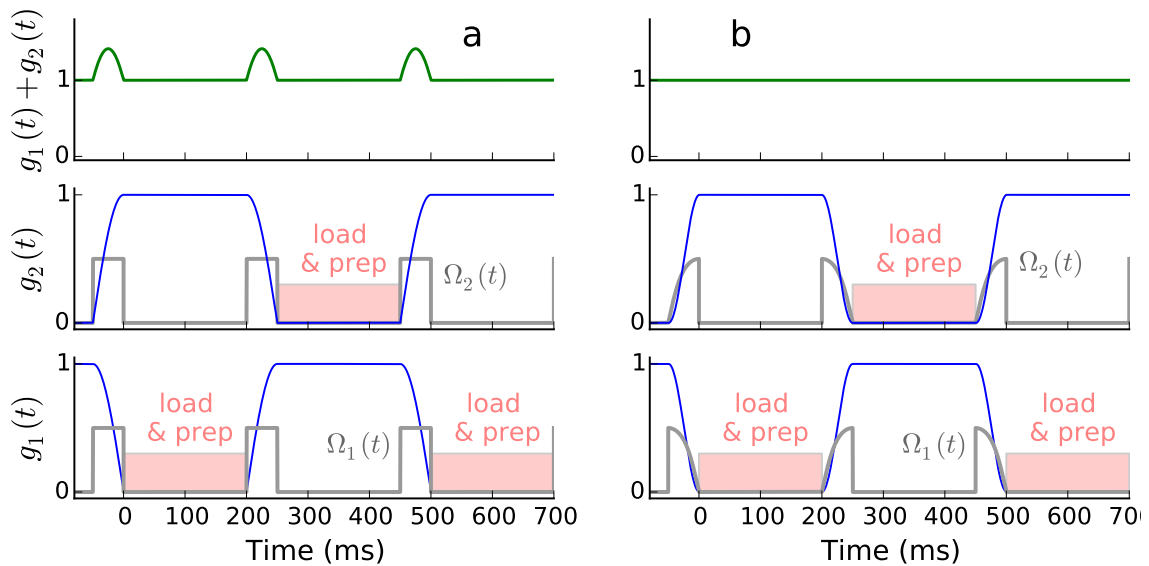 a
g₁(t)+g₂(t)
1
0
b
1
0
g₂(t)
1
0
load
& prep
Ω₂(t)
1
0
load
& prep
Ω₂(t)
g₁(t)
1
0
load
& prep
Ω₁(t)
load
& prep
0 100 200 300 400 500 600 700
Time (ms)
1
0
load
& prep
Ω₁(t)
load
& prep
0 100 200 300 400 500 600 70
Time (ms)